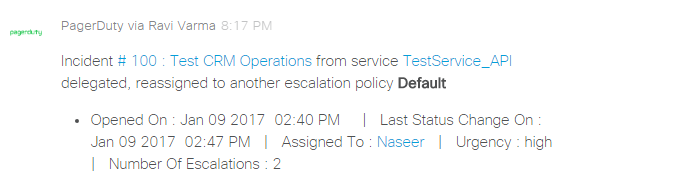 pagerduty
PagerDuty via Ravi Varma 8:17 PM
Incident # 100 : Test CRM Operations from service TestService_API
delegated, reassigned to another escalation policy Default
• Opened On : Jan 09 2017 02:40 PM | Last Status Change On :
Jan 09 2017 02:47 PM | Assigned To : Naseer | Urgency : high
| Number Of Escalations : 2